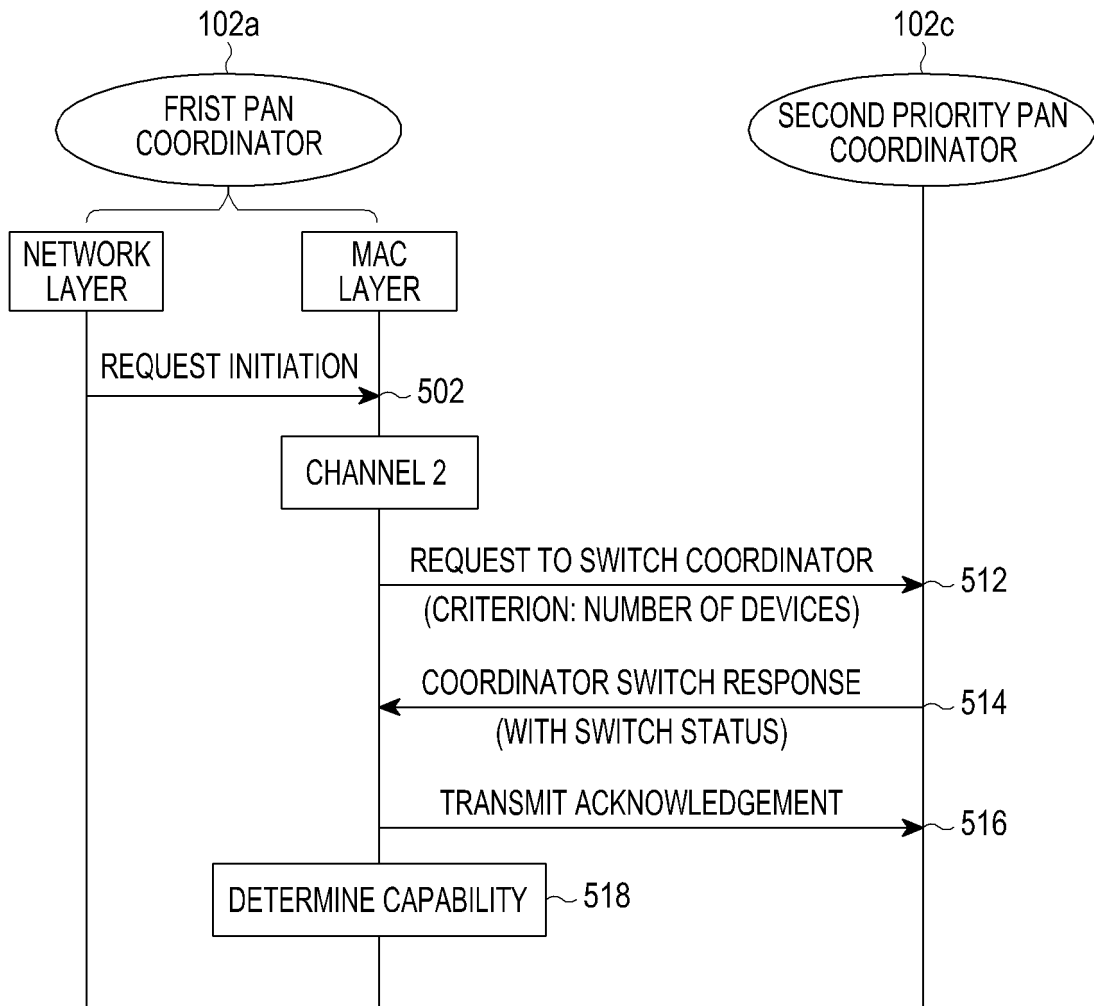 102a
102c
FRIST PAN
COORDINATOR
SECOND PRIORITY PAN
COORDINATOR
NETWORK
LAYER
MAC
LAYER
REQUEST INITIATION
502
CHANNEL 2
REQUEST TO SWITCH COORDINATOR
(CRITERION: NUMBER OF DEVICES)
512
COORDINATOR SWITCH RESPONSE
(WITH SWITCH STATUS)
514
TRANSMIT ACKNOWLEDGEMENT
516
DETERMINE CAPABILITY
518